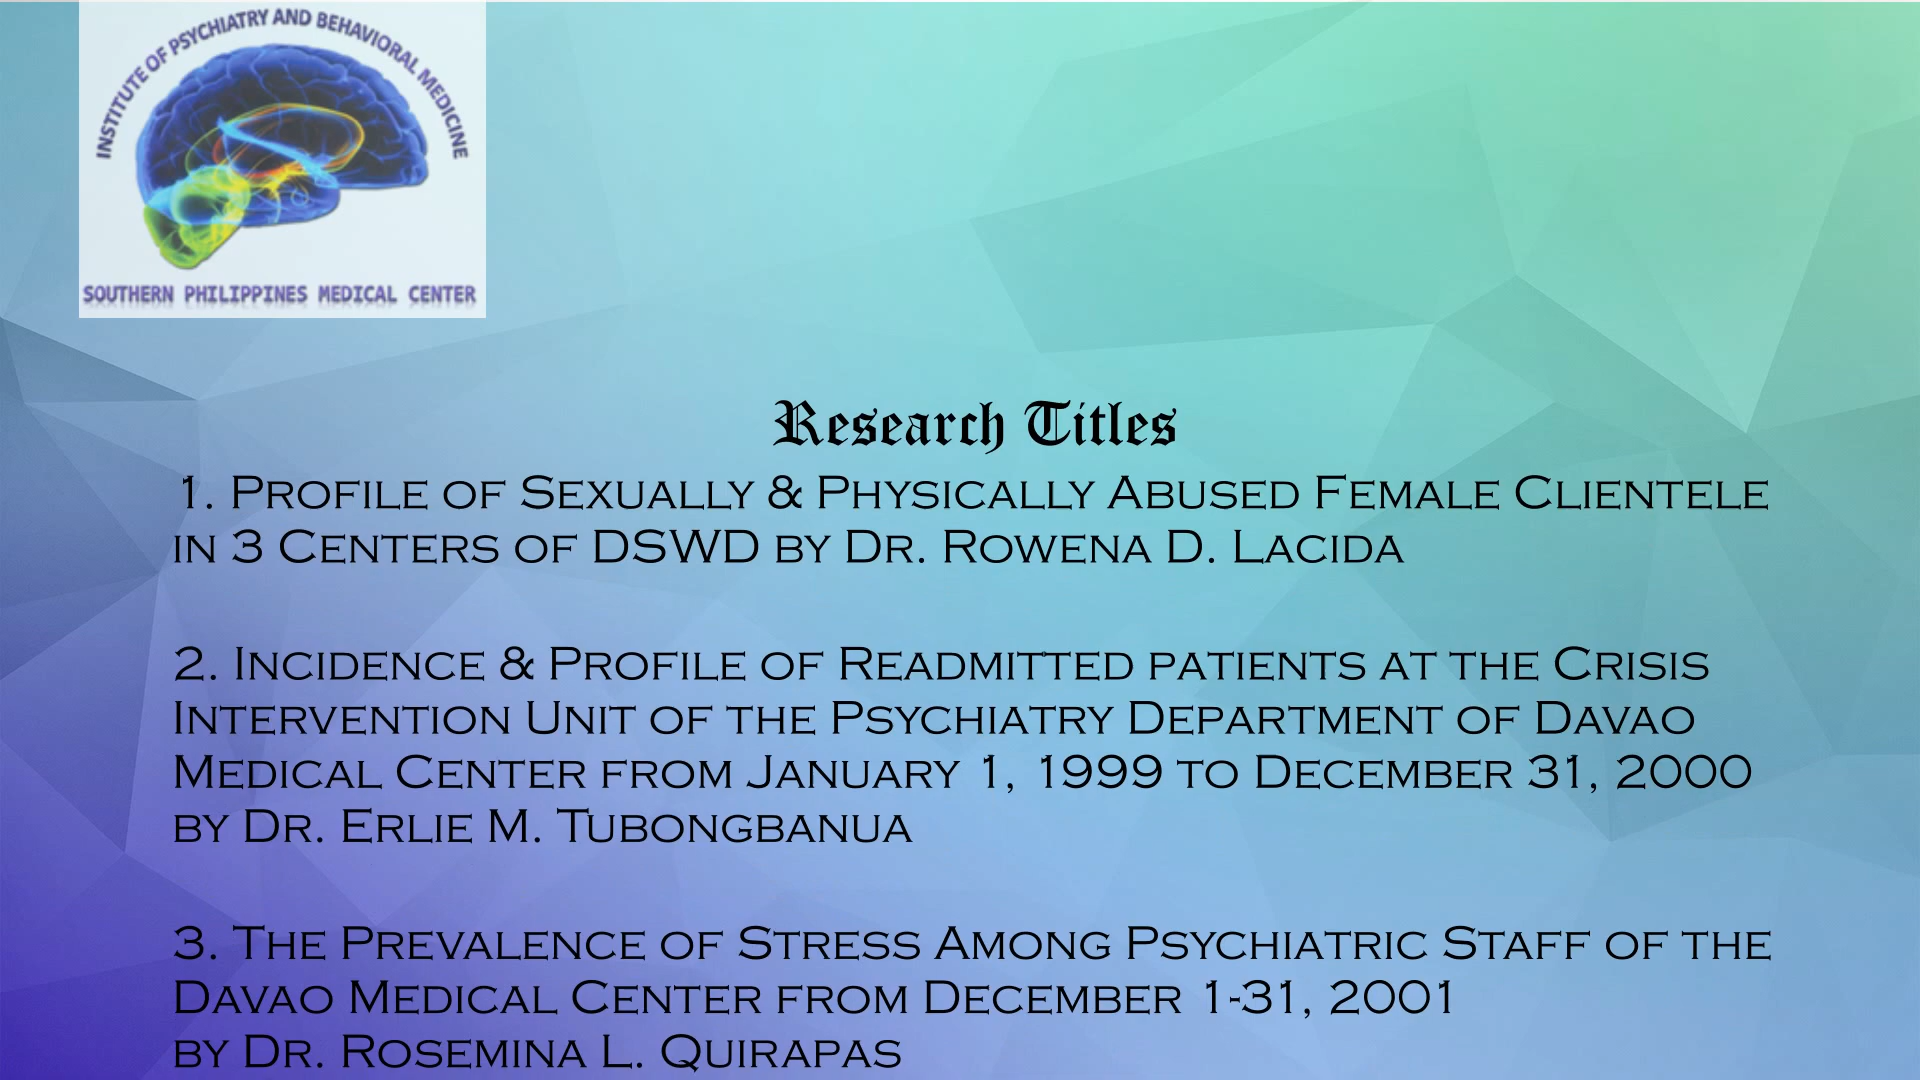 INSTITUTE OF PSYCHIATRY AND BEHAVIORAL MEDICINE
SOUTHERN PHILIPPINES MEDICAL CENTER
Research Titles
1. Profile of Sexually & Physically Abused Female Clientele
in 3 Centers of DSWD by Dr. Rowena D. Lacida
2. Incidence & Profile of Readmitted patients at the Crisis
Intervention Unit of the Psychiatry Department of Davao
Medical Center from January 1, 1999 to December 31, 2000
by Dr. Erlie M. Tubongbanua
3. The Prevalence of Stress Among Psychiatric Staff of the
Davao Medical Center from December 1-31, 2001
by Dr. Rosemina L. Quirapas